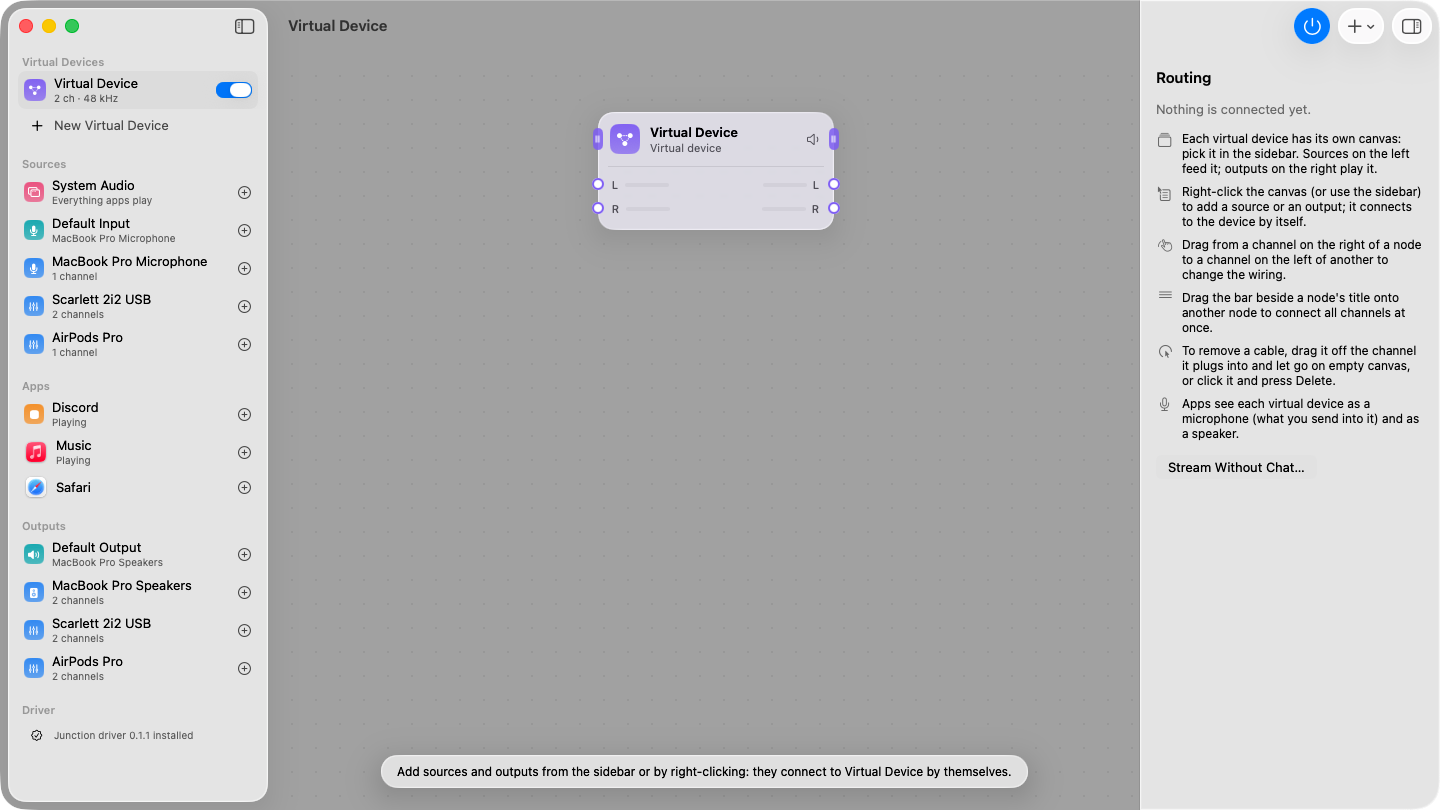 Virtual Devices
Virtual Device
2 ch · 48 kHz
New Virtual Device
Sources
System Audio
Everything apps play
Default Input
MacBook Pro Microphone
MacBook Pro Microphone
1 channel
Scarlett 2i2 USB
2 channels
AirPods Pro
1 channel
Apps
Discord
Playing
Music
Playing
Safari
Outputs
Default Output
MacBook Pro Speakers
MacBook Pro Speakers
2 channels
Scarlett 2i2 USB
2 channels
AirPods Pro
2 channels
Driver
Junction driver 0.1.1 installed
Virtual Device
Virtual Device
Virtual device
L L
R R
Add sources and outputs from the sidebar or by right-clicking: they connect to Virtual Device by themselves.
Routing
Nothing is connected yet.
Each virtual device has its own canvas:
pick it in the sidebar. Sources on the left
feed it; outputs on the right play it.
Right-click the canvas (or use the sidebar)
to add a source or an output; it connects
to the device by itself.
Drag from a channel on the right of a node
to a channel on the left of another to
change the wiring.
Drag the bar beside a node's title onto
another node to connect all channels at
once.
To remove a cable, drag it off the channel
it plugs into and let go on empty canvas,
or click it and press Delete.
Apps see each virtual device as a
microphone (what you send into it) and as
a speaker.
Stream Without Chat...